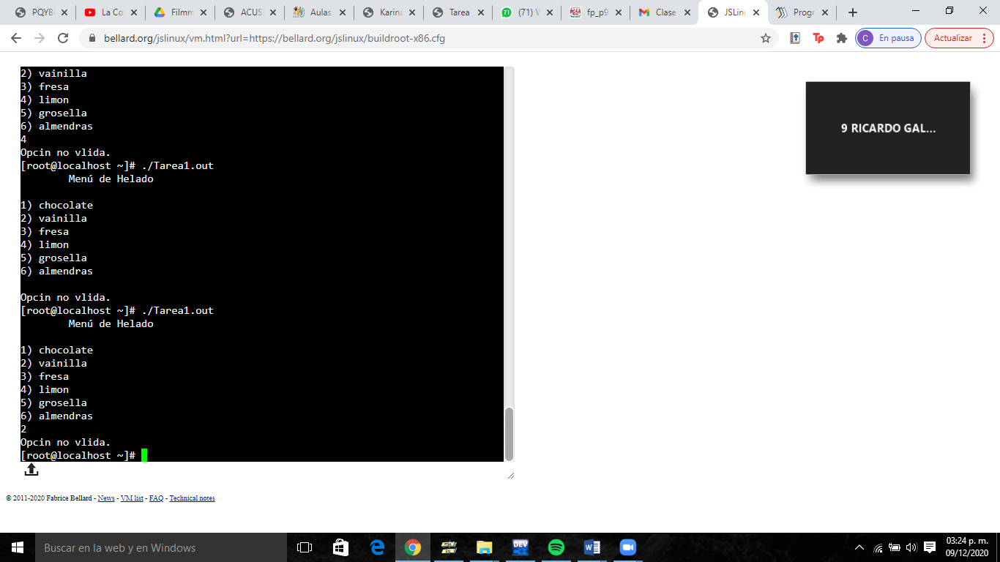 PQYB
La Co
Filmm
ACUS
Aulas
Karina
Tarea
71 (71) W
fp_p9
Clase
JSLinu
Progr
bellard.org/jslinux/vm.html?url=https://bellard.org/jslinux/buildroot-x86.cfg
Tp
C En pausa
Actualizar
2) vainilla
3) fresa
4) limon
5) grosella
6) almendras
4
Opcin no vlida.
[root@localhost ~]# ./Tarea1.out
Menú de Helado
1) chocolate
2) vainilla
3) fresa
4) limon
5) grosella
6) almendras
Opcin no vlida.
[root@localhost ~]# ./Tarea1.out
Menú de Helado
1) chocolate
2) vainilla
3) fresa
4) limon
5) grosella
6) almendras
2
Opcin no vlida.
[root@localhost ~]#
9 RICARDO GAL...
© 2011-2020 Fabrice Bellard - News - VM list - FAQ - Technical notes
Buscar en la web y en Windows
DEV
03:24 p. m.
09/12/2020